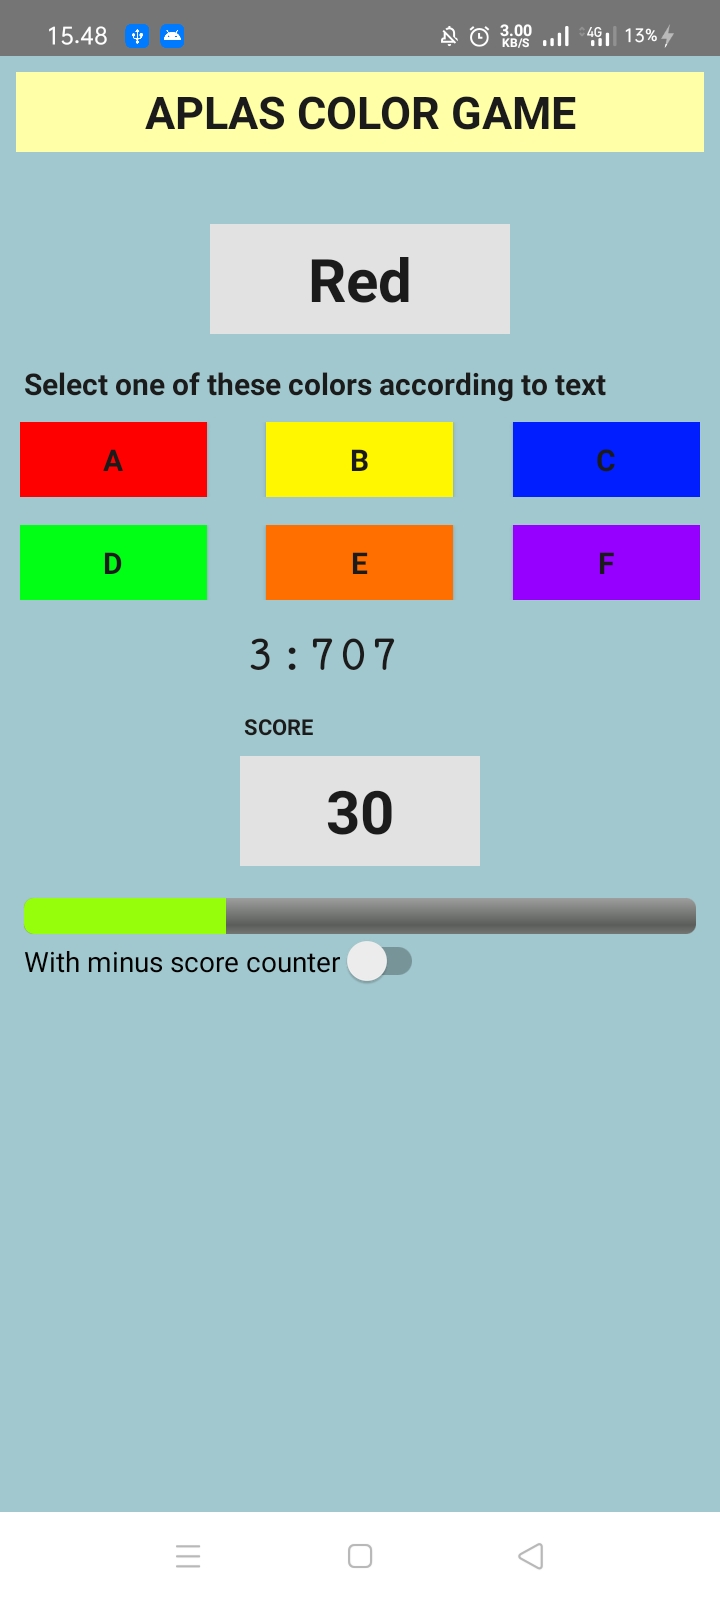 15.48 3.00 KB/S 4G 13%
APLAS COLOR GAME
Red
Select one of these colors according to text
A B C
D E F
3:707
SCORE
30
With minus score counter